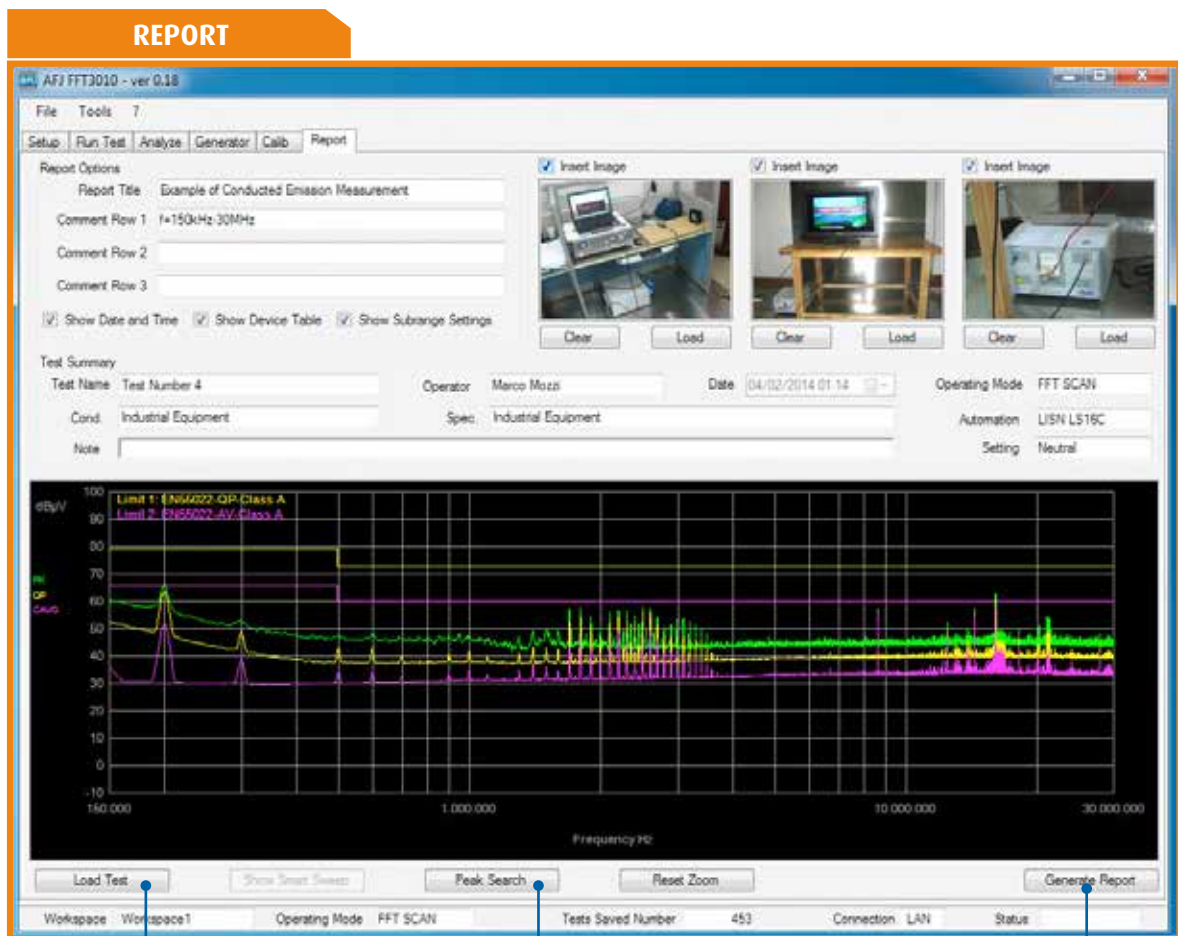 REPORT
AFJ FFT3010 - ver 0.18
File Tools ?
Setup Run Test Analyze Generator Calib Report
Report Options
Report Title Example of Conducted Emission Measurement
Comment Row 1 f=150kHz-30MHz
Comment Row 2
Comment Row 3
Show Date and Time Show Device Table Show Subrange Settings
Insert Image Insert Image Insert Image
Clear Load Clear Load Clear Load
Test Summary
Test Name Test Number 4 Operator Marco Mozzi Date 04/02/2014 01:14 Operating Mode FFT SCAN
Cond. Industrial Equipment Spec. Industrial Equipment Automation LISN LS16C
Note Setting Neutral
dBµV
Limit 1: EN55022-QP-Class A
Limit 2: EN55022-AV-Class A
100
90
80
70
60
50
40
30
20
10
0
-10
PK
QP
CAVG
150.000 1.000.000 10.000.000 30.000.000
Frequency Hz
Load Test Show Smart Sweep Peak Search Reset Zoom Generate Report
Workspace Workspace1 Operating Mode FFT SCAN Tests Saved Number 453 Connection LAN Status